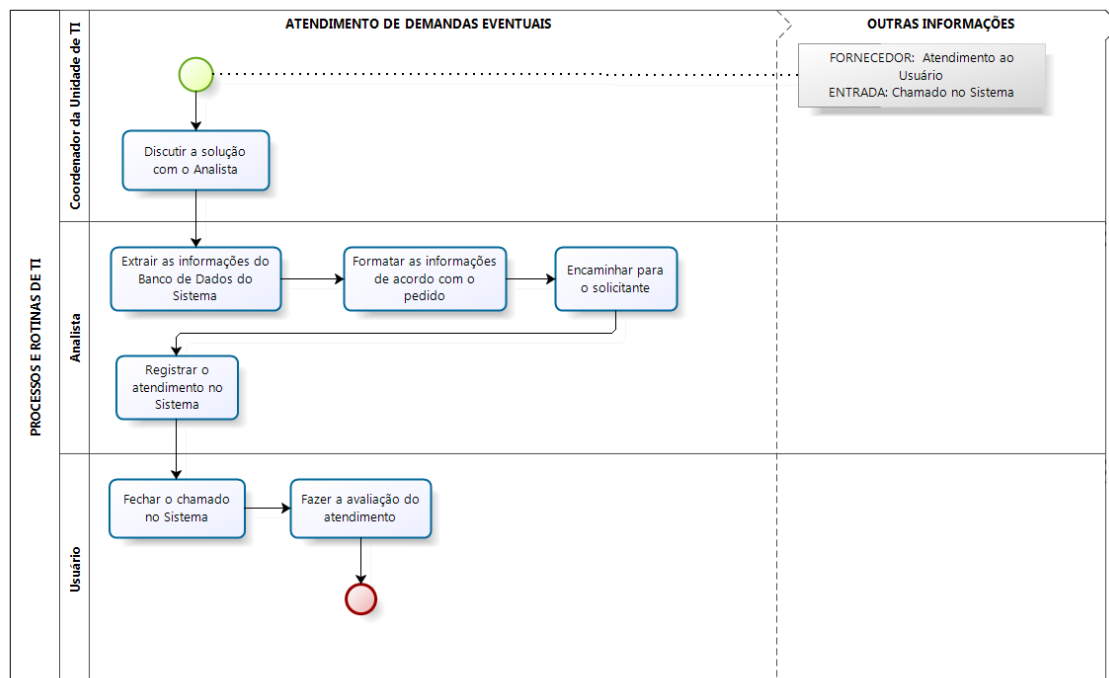 ATENDIMENTO DE DEMANDAS EVENTUAIS
OUTRAS INFORMAÇÕES
PROCESSOS E ROTINAS DE TI
Coordenador da Unidade de TI
FORNECEDOR: Atendimento ao
Usuário
ENTRADA: Chamado no Sistema
Discutir a solução
com o Analista
Analista
Extrair as informações do
Banco de Dados do
Sistema
Formatar as informações
de acordo com o
pedido
Encaminhar para
o solicitante
Registrar o
atendimento no
Sistema
Usuário
Fechar o chamado
no Sistema
Fazer a avaliação do
atendimento